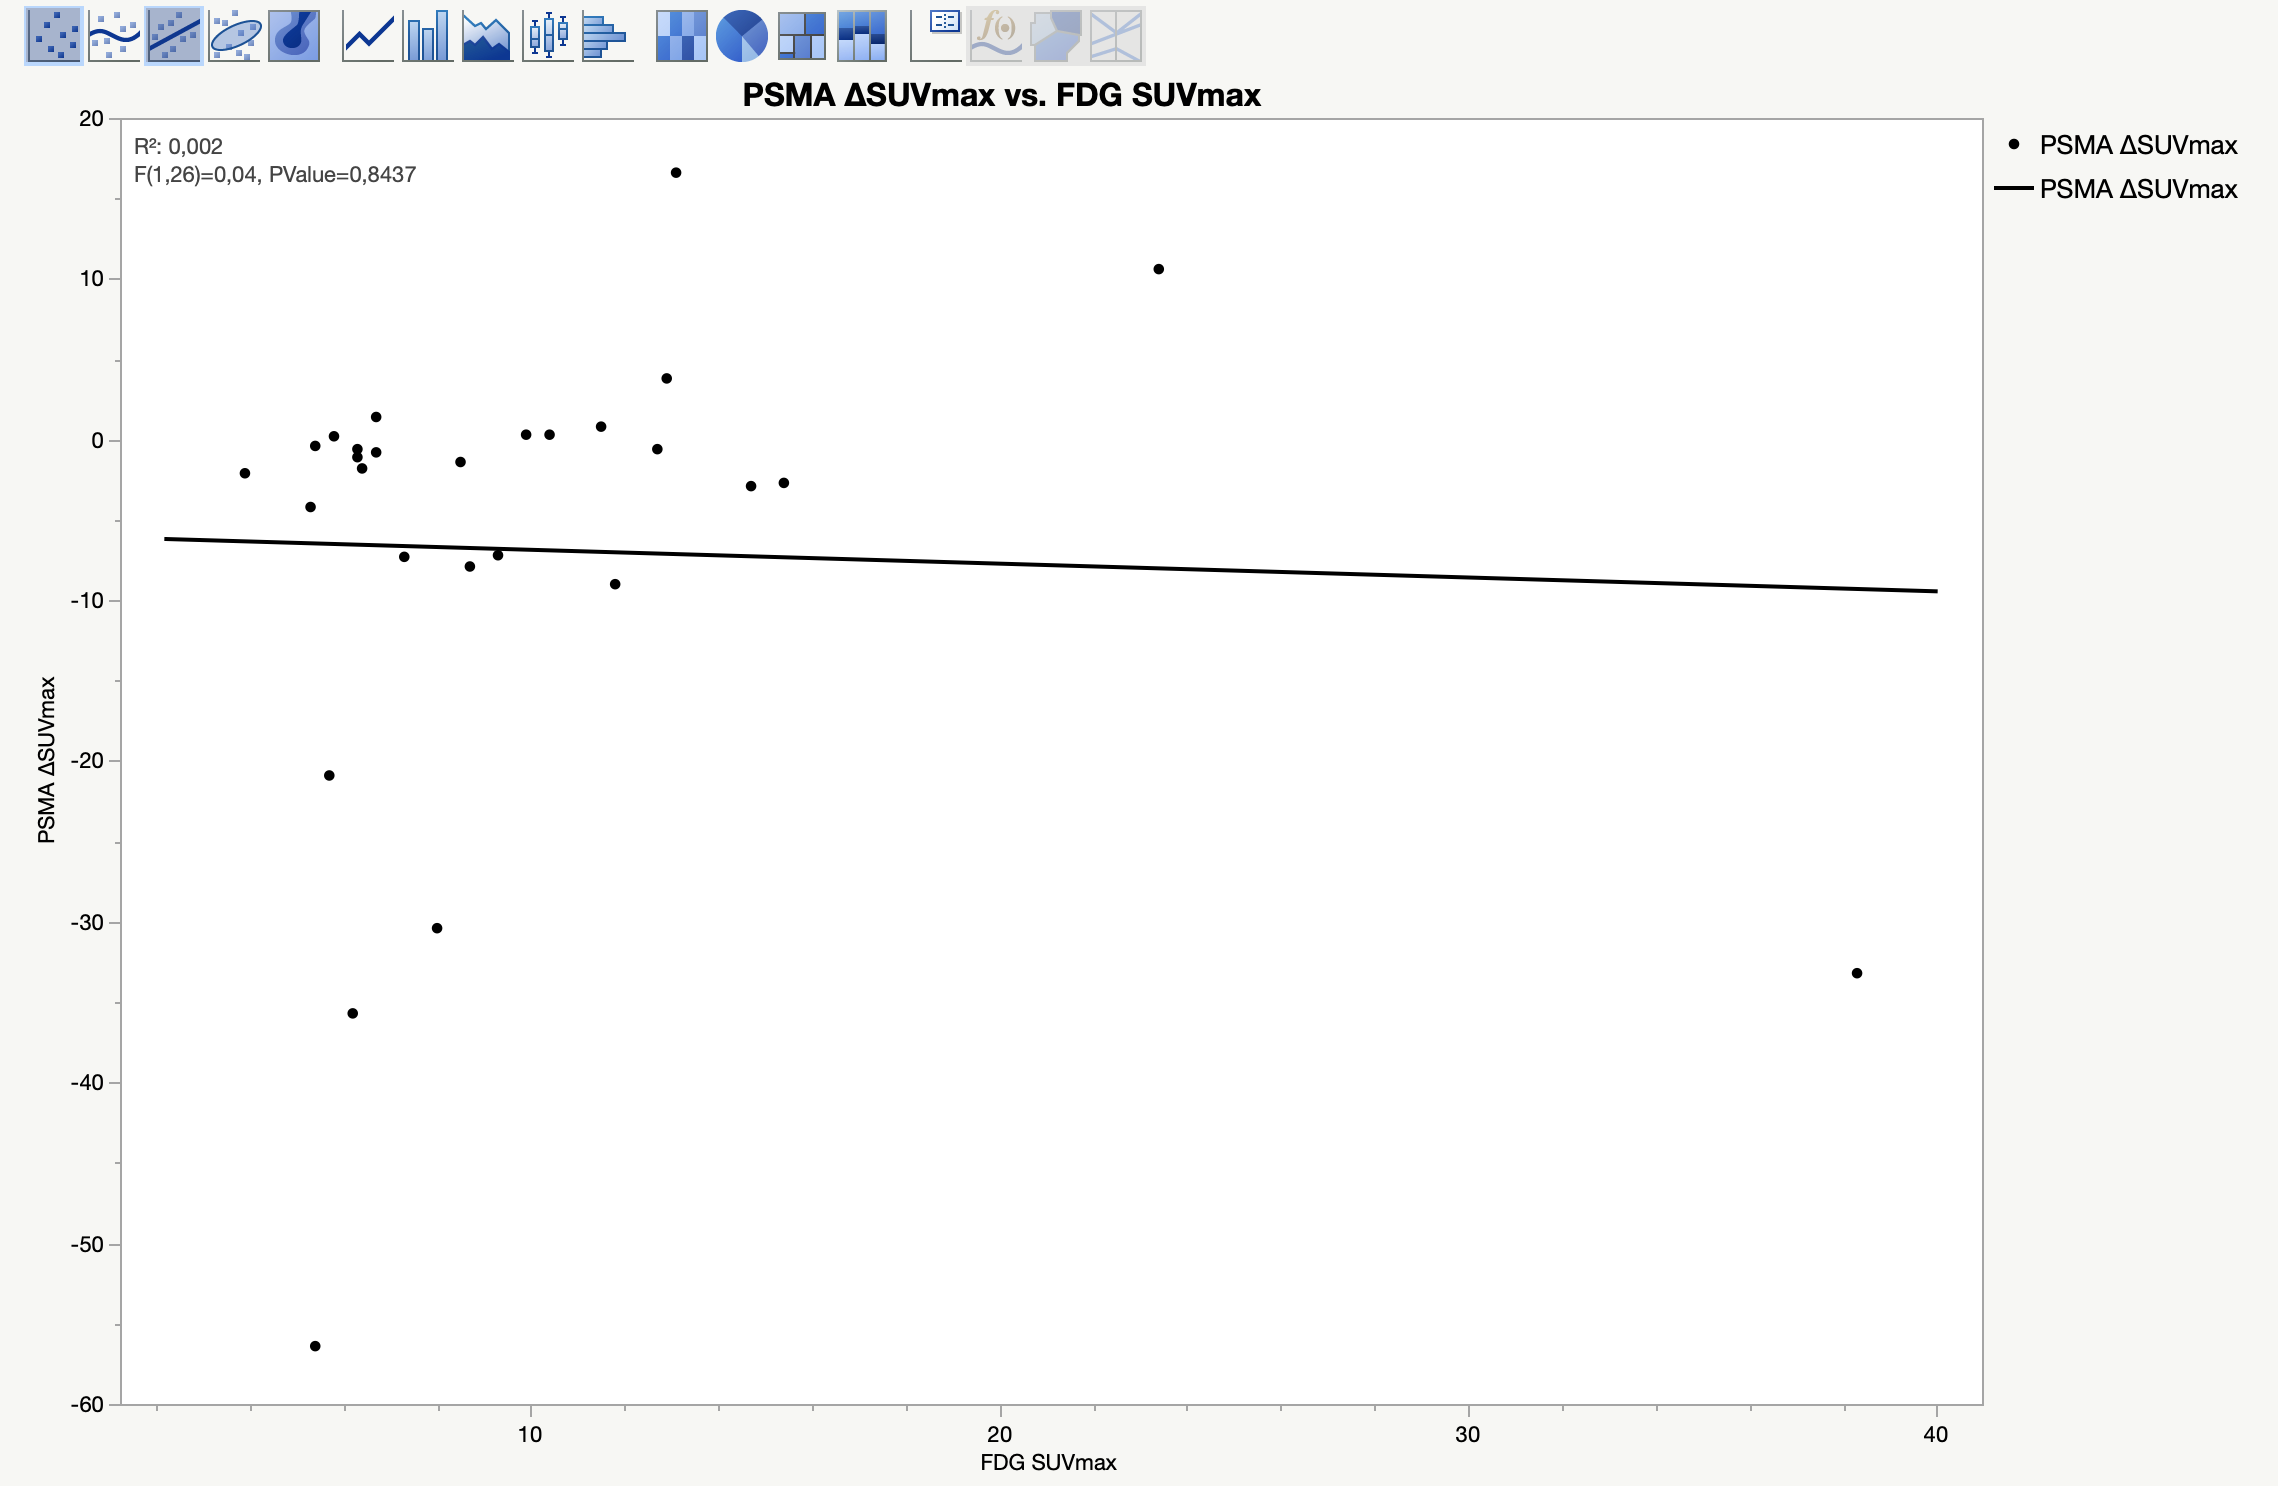 f(•)
PSMA ΔSUVmax vs. FDG SUVmax
R²: 0,002
F(1,26)=0,04, PValue=0,8437
PSMA ΔSUVmax
PSMA ΔSUVmax
20
10
0
-10
-20
-30
-40
-50
-60
PSMA ΔSUVmax
10 20 30 40
FDG SUVmax